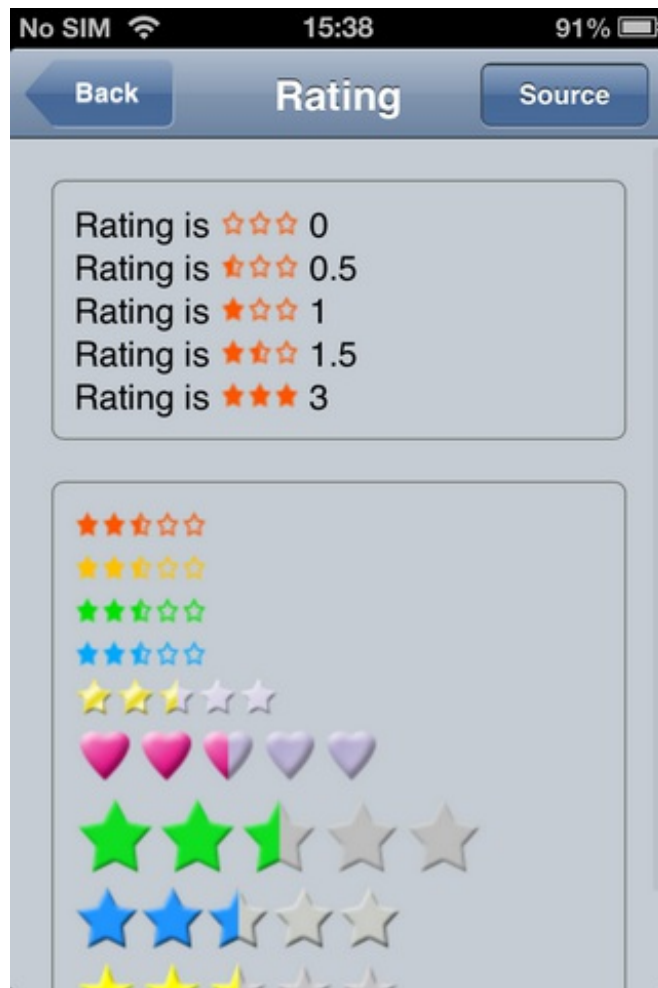 No SIM 15:38 91%
Back Rating Source
Rating is 0
Rating is 0.5
Rating is 1
Rating is 1.5
Rating is 3